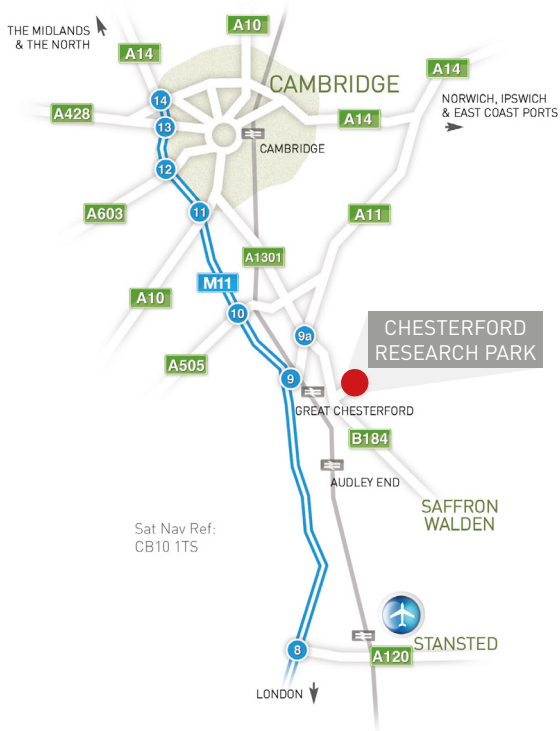 THE MIDLANDS
& THE NORTH
A10
A14
CAMBRIDGE
A14
NORWICH, IPSWICH
& EAST COAST PORTS
14
A428
13
A14
CAMBRIDGE
12
A603
11
A11
A1301
M11
A10
10
CHESTERFORD
RESEARCH PARK
9a
A505
9
GREAT CHESTERFORD
B184
AUDLEY END
SAFFRON
WALDEN
Sat Nav Ref:
CB10 1TS
STANSTED
8
A120
LONDON